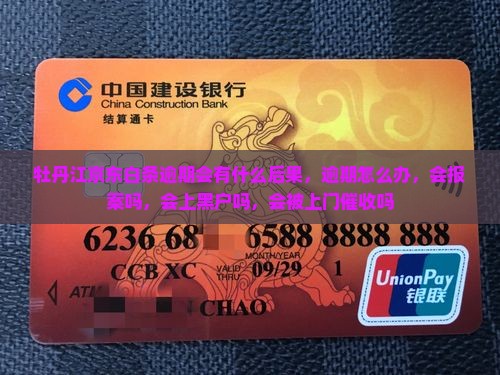 中国建设银行
China Construction Bank
结算通卡
牡丹江京东白条逾期会有什么后果，逾期怎么办，会报
案吗，会上黑户吗，会被上门催收吗
6236 68 6588 8888 888
MONTH/YEAR
CCB XC VALID THRU 09/29 1
ATM
CHAO
UnionPay
银联